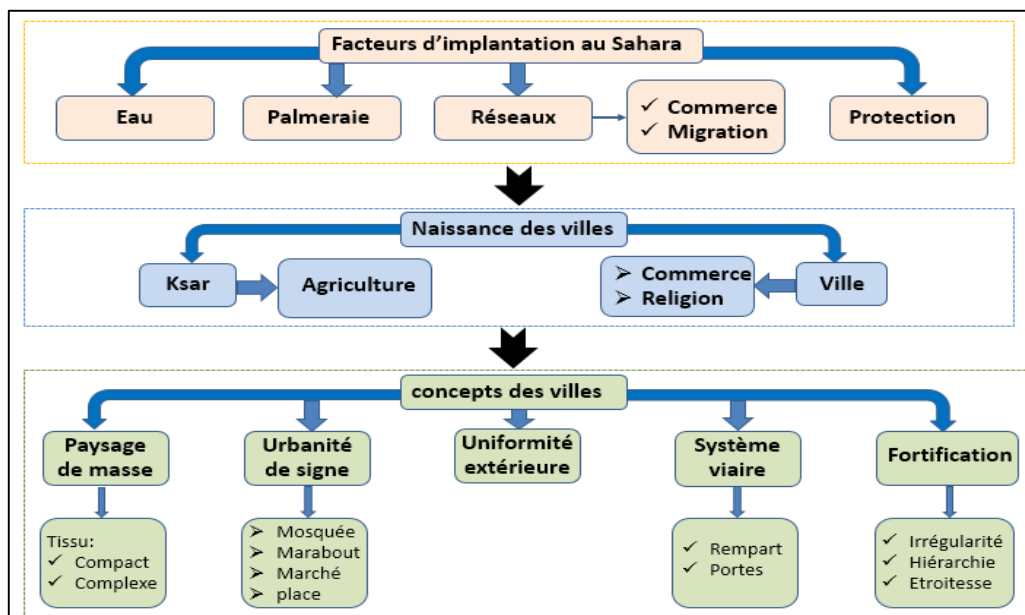 Facteurs d’implantation au Sahara
Eau
Palmeraie
Réseaux
✓ Commerce
✓ Migration
Protection
Naissance des villes
Ksar
Agriculture
➢ Commerce
➢ Religion
Ville
concepts des villes
Paysage
de masse
Urbanité
de signe
Uniformité
extérieure
Système
viaire
Fortification
Tissu:
✓ Compact
✓ Complexe
➢ Mosquée
➢ Marabout
➢ Marché
➢ place
✓ Rempart
✓ Portes
✓ Irrégularité
✓ Hiérarchie
✓ Etroitesse